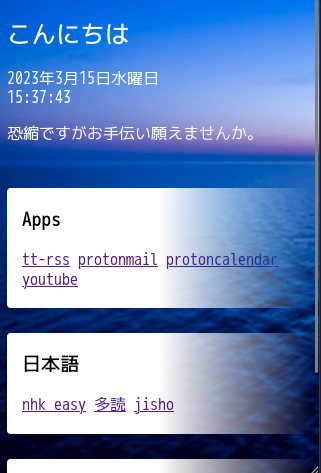 こんにちは
2023年3月15日水曜日
15:37:43
恐縮ですがお手伝い願えませんか。
Apps
tt-rss protonmail protoncalendar
youtube
日本語
nhk easy 多読 jisho